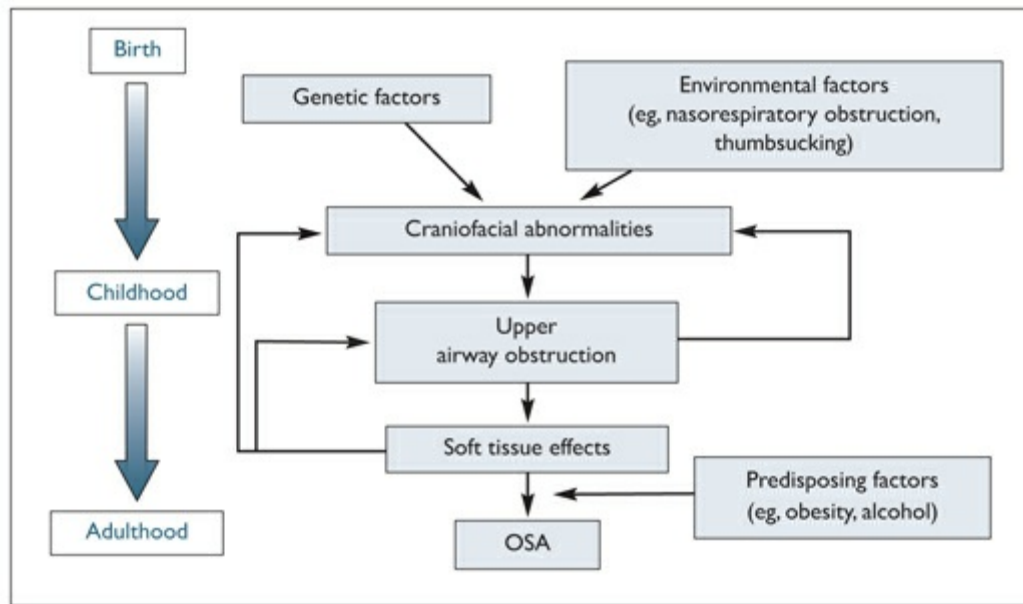 Birth
Genetic factors
Environmental factors
(eg, nasorespiratory obstruction,
thumbsucking)
Craniofacial abnormalities
Childhood
Upper
airway obstruction
Soft tissue effects
Predisposing factors
(eg, obesity, alcohol)
Adulthood
OSA